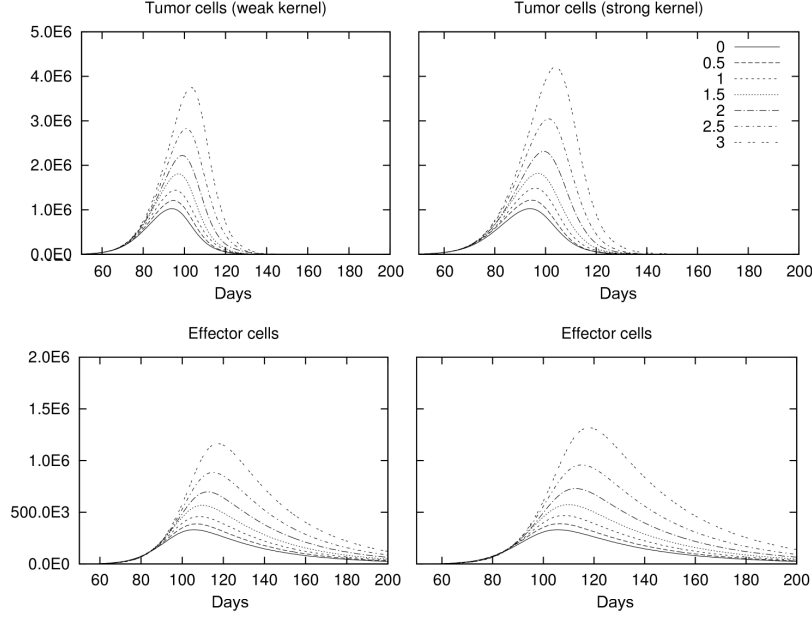 Tumor cells (weak kernel)
Tumor cells (strong kernel)
5.0E6
4.0E6
3.0E6
2.0E6
1.0E6
0.0E0
0
0.5
1
1.5
2
2.5
3
60 80 100 120 140 160 180 200
60 80 100 120 140 160 180 200
Days
Days
Effector cells
Effector cells
2.0E6
1.5E6
1.0E6
500.0E3
0.0E0
60 80 100 120 140 160 180 200
60 80 100 120 140 160 180 200
Days
Days